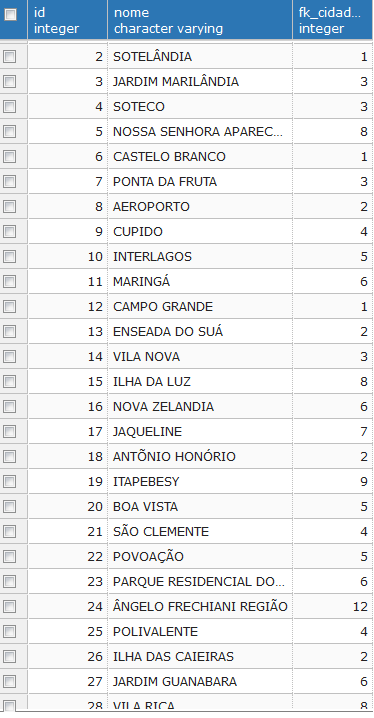 id nome fk_cidad...
integer character varying integer
2 SOTELÂNDIA 1
3 JARDIM MARILÂNDIA 3
4 SOTECO 3
5 NOSSA SENHORA APAREC... 8
6 CASTELO BRANCO 1
7 PONTA DA FRUTA 3
8 AEROPORTO 2
9 CUPIDO 4
10 INTERLAGOS 5
11 MARINGÁ 6
12 CAMPO GRANDE 1
13 ENSEADA DO SUÁ 2
14 VILA NOVA 3
15 ILHA DA LUZ 8
16 NOVA ZELANDIA 6
17 JAQUELINE 7
18 ANTÕNIO HONÓRIO 2
19 ITAPEBESY 9
20 BOA VISTA 5
21 SÃO CLEMENTE 4
22 POVOAÇÃO 5
23 PARQUE RESIDENCIAL DO... 6
24 ÂNGELO FRECHIANI REGIÃO 12
25 POLIVALENTE 4
26 ILHA DAS CAIEIRAS 2
27 JARDIM GUANABARA 6
28 VILA RICA 8